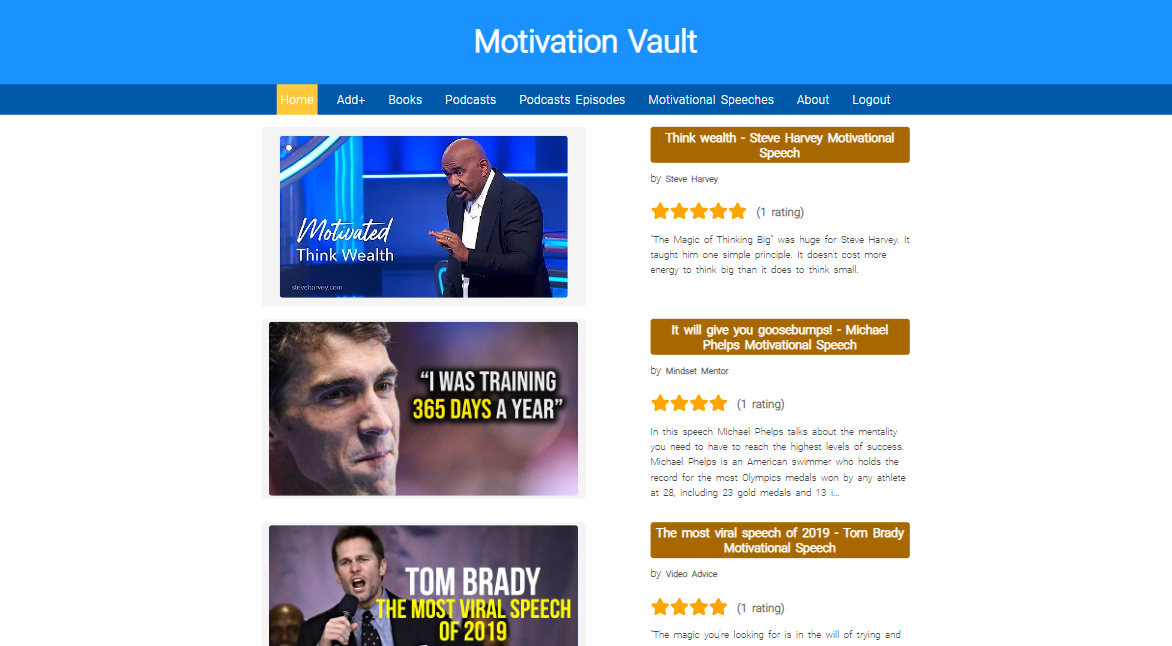 Motivation Vault
Home Add+ Books Podcasts Podcasts Episodes Motivational Speeches About Logout
Motivated
Think Wealth
steveharvey.com
Think wealth - Steve Harvey Motivational
Speech
by Steve Harvey
(1 rating)
"The Magic of Thinking Big" was huge for Steve Harvey. It
taught him one simple principle. It doesn't cost more
energy to think big than it does to think small.
“I WAS TRAINING
365 DAYS A YEAR”
It will give you goosebumps! - Michael
Phelps Motivational Speech
by Mindset Mentor
(1 rating)
In this speech Michael Phelps talks about the mentality
you need to have to reach the highest levels of success.
Michael Phelps is an American swimmer who holds the
record for the most Olympics medals won by any athlete
at 28, including 23 gold medals and 13 i...
TOM BRADY
THE MOST VIRAL SPEECH
OF 2019
The most viral speech of 2019 - Tom Brady
Motivational Speech
by Video Advice
(1 rating)
"The magic you're looking for is in the will of trying and